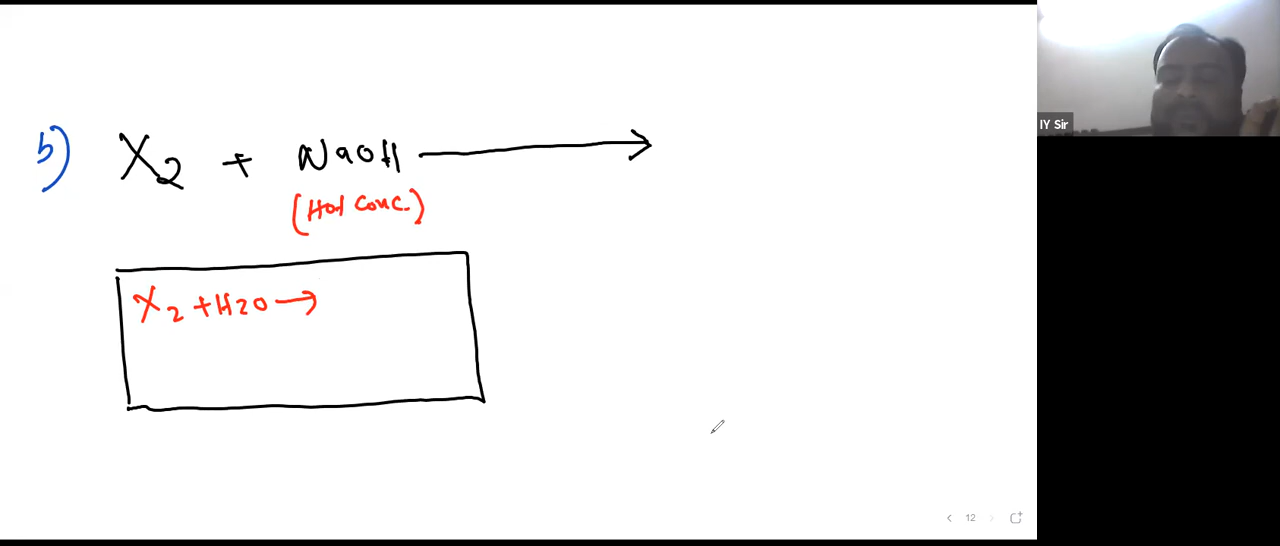 b) X2 + NaOH ⟶
(Hot Conc.)
X2 + H2O →
IY Sir
12